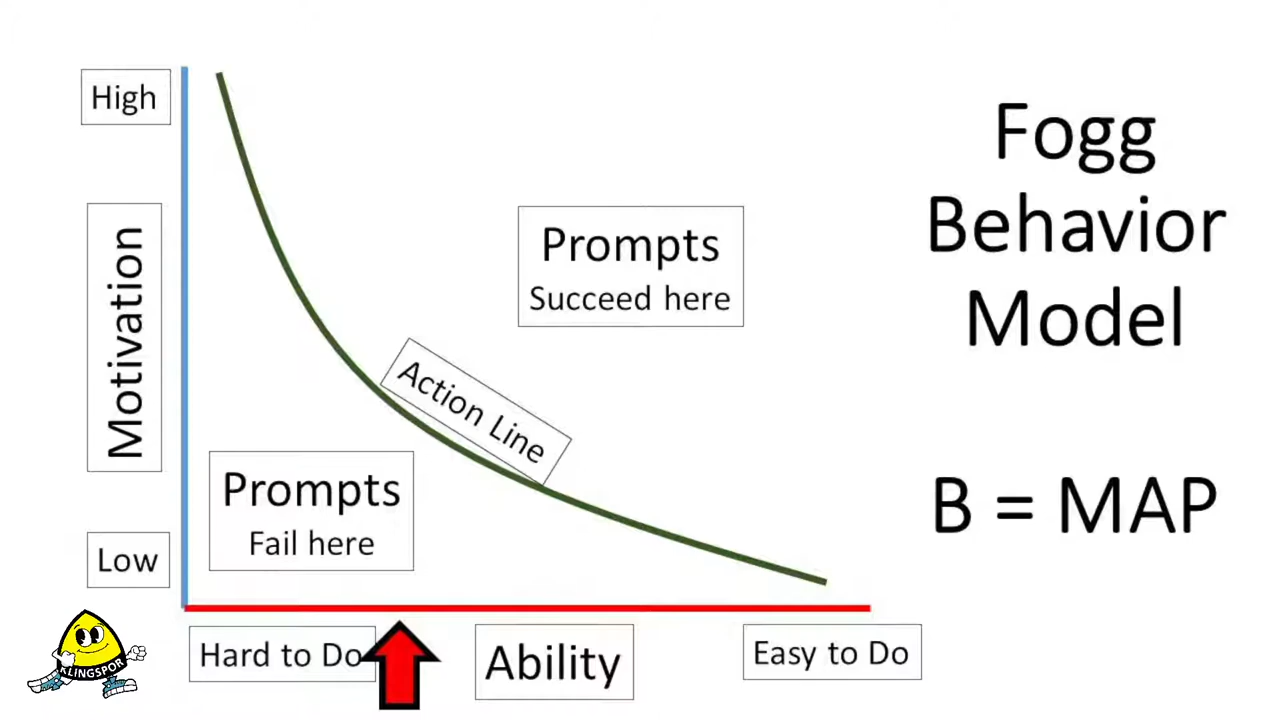 High
Fogg
Behavior
Model
Prompts
Succeed here
Motivation
Action Line
Prompts
Fail here
B = MAP
Low
Hard to Do
Ability
Easy to Do
KLINGSPOR